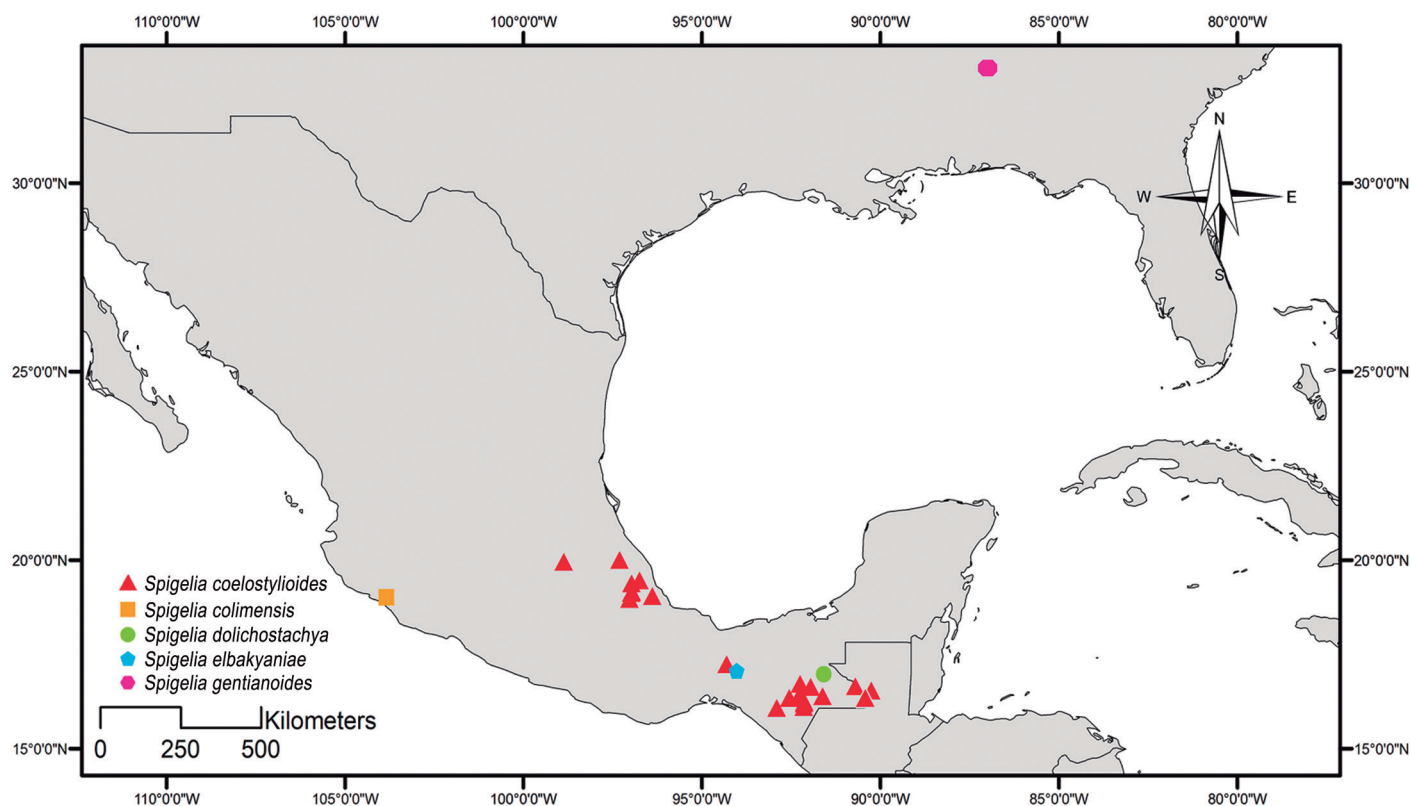 110°0'0"W 105°0'0"W 100°0'0"W 95°0'0"W 90°0'0"W 85°0'0"W 80°0'0"W
N
30°0'0"N 30°0'0"N
W E
S
25°0'0"N 25°0'0"N
20°0'0"N 20°0'0"N
Spigelia coelostylioides
Spigelia colimensis
Spigelia dolichostachya
Spigelia elbakyaniae
Spigelia gentianoides
Kilometers
0 250 500
15°0'0"N 15°0'0"N
110°0'0"W 105°0'0"W 100°0'0"W 95°0'0"W 90°0'0"W 85°0'0"W 80°0'0"W